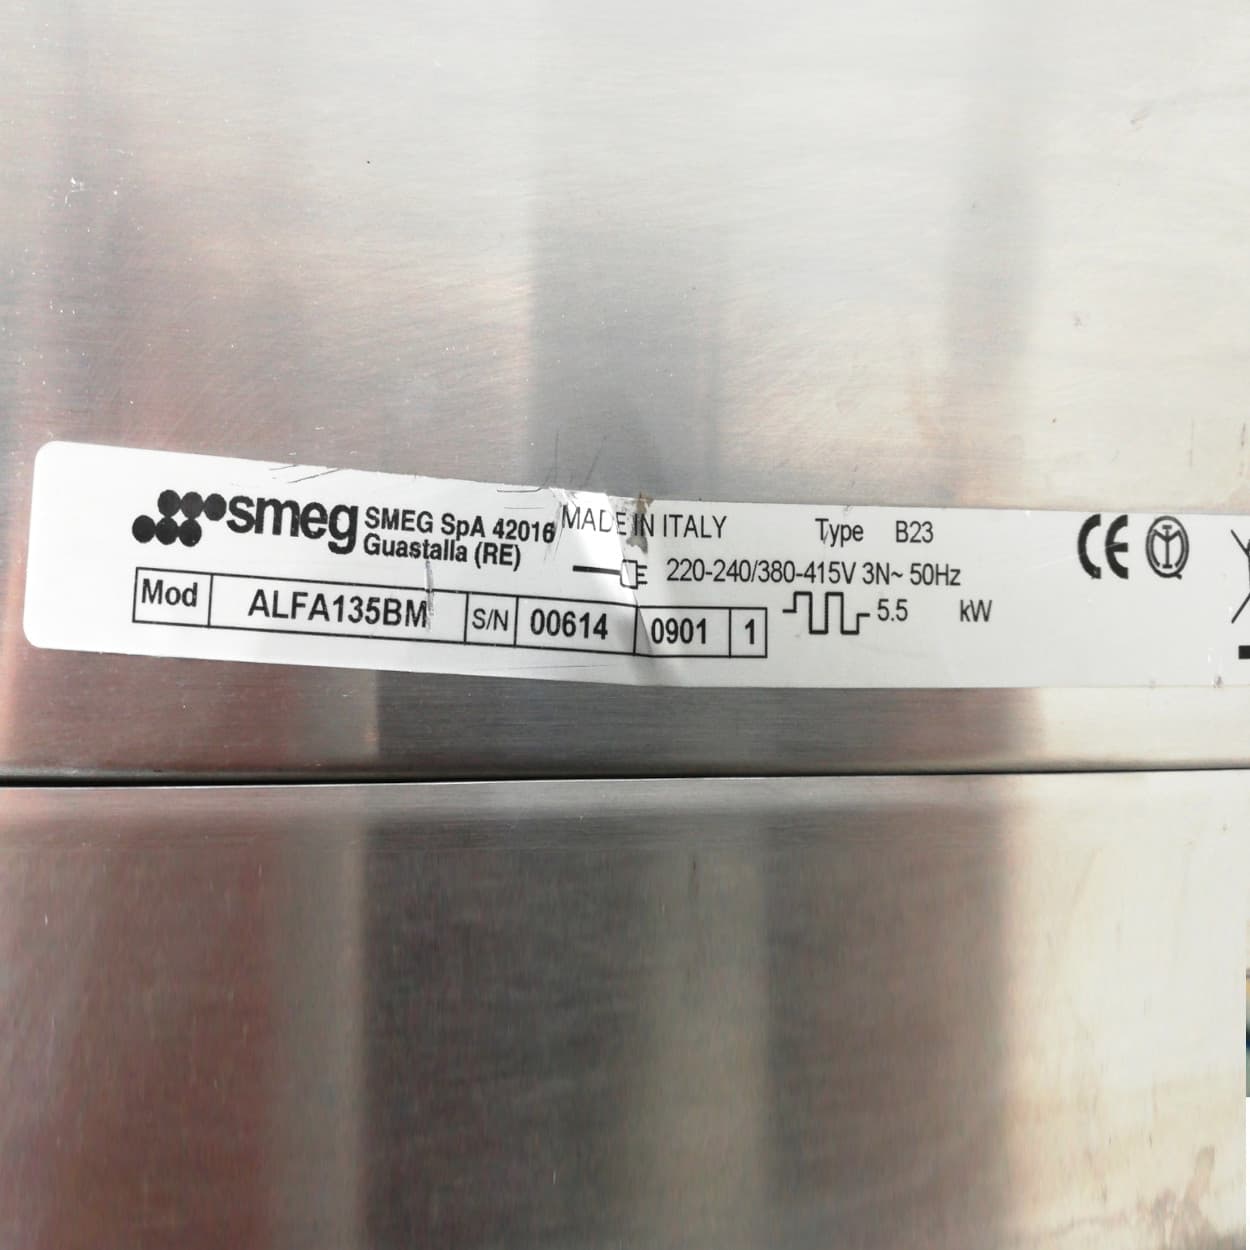 smeg SMEG SpA 42016 MADE IN ITALY Type B23 CE
Guastalla (RE) 220-240/380-415V 3N~ 50Hz
Mod ALFA135BM S/N 00614 0901 1 5.5 kW